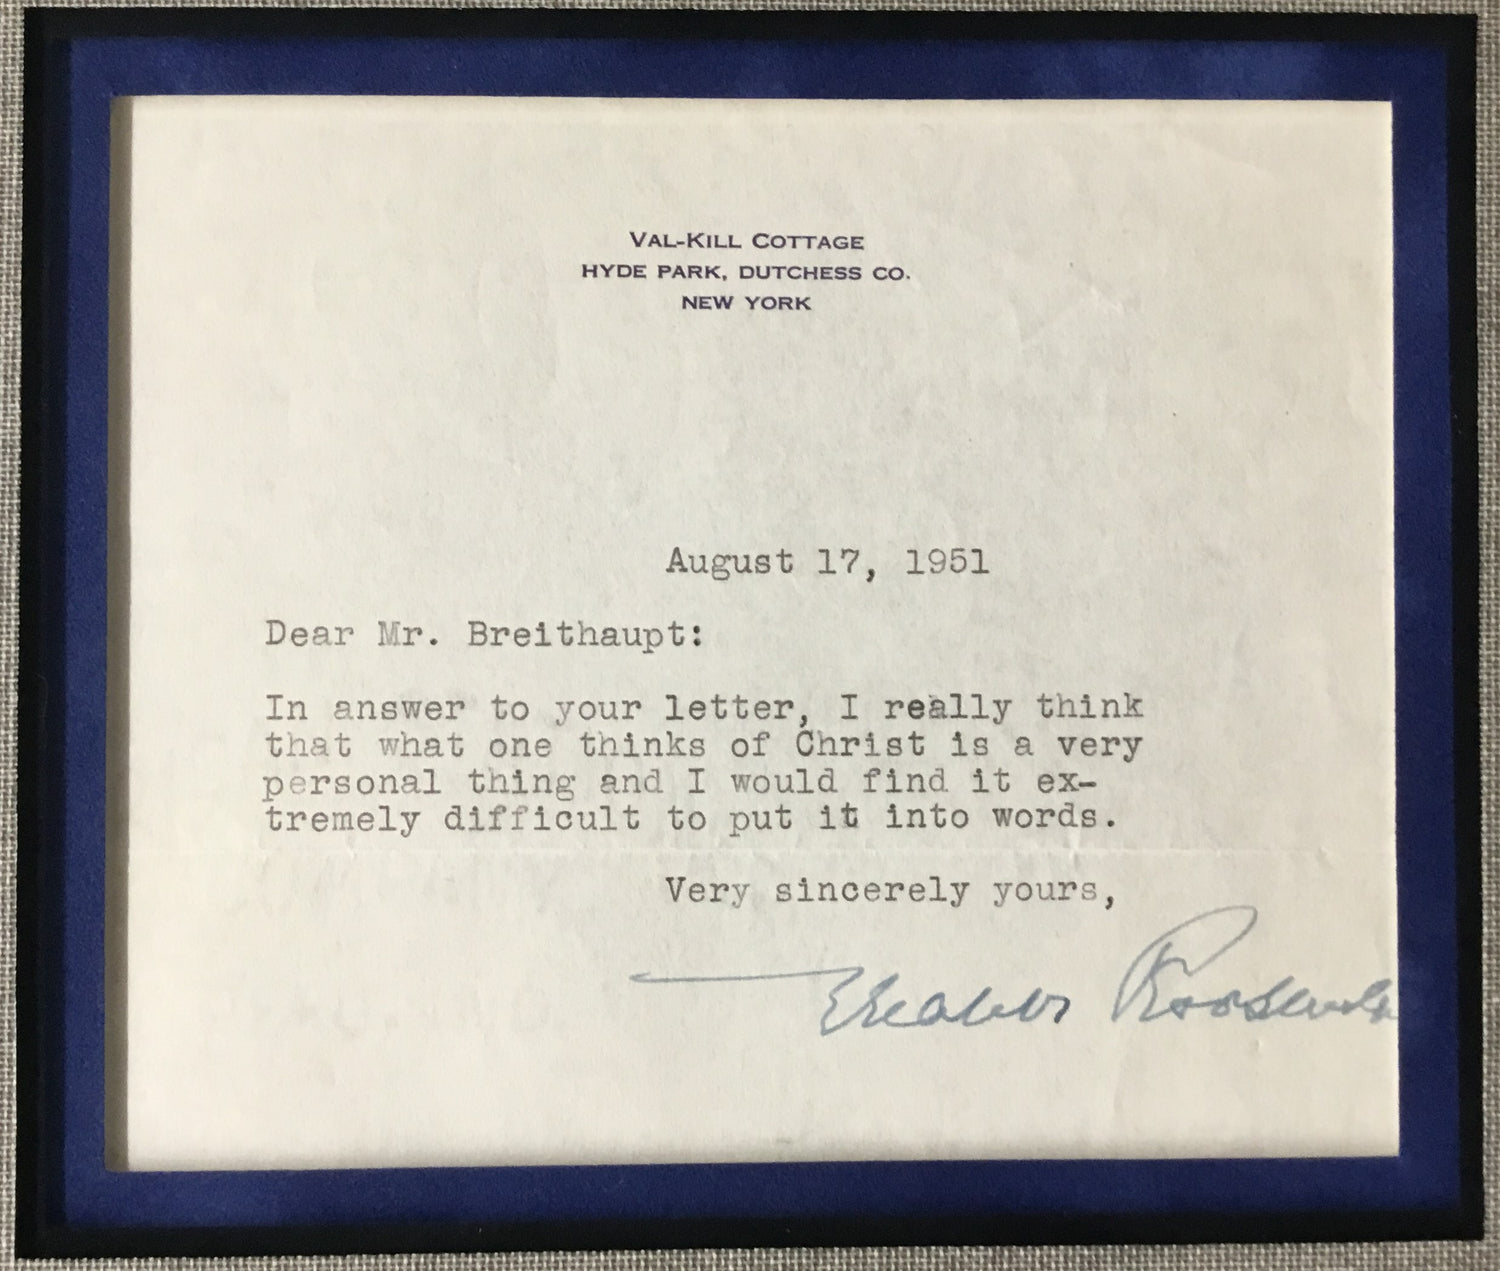 VAL-KILL COTTAGE
HYDE PARK, DUTCHESS CO.
NEW YORK
August 17, 1951
Dear Mr. Breithaupt:
In answer to your letter, I really think
that what one thinks of Christ is a very
personal thing and I would find it ex-
tremely difficult to put it into words.
Very sincerely yours,
Eleanor Roosevelt